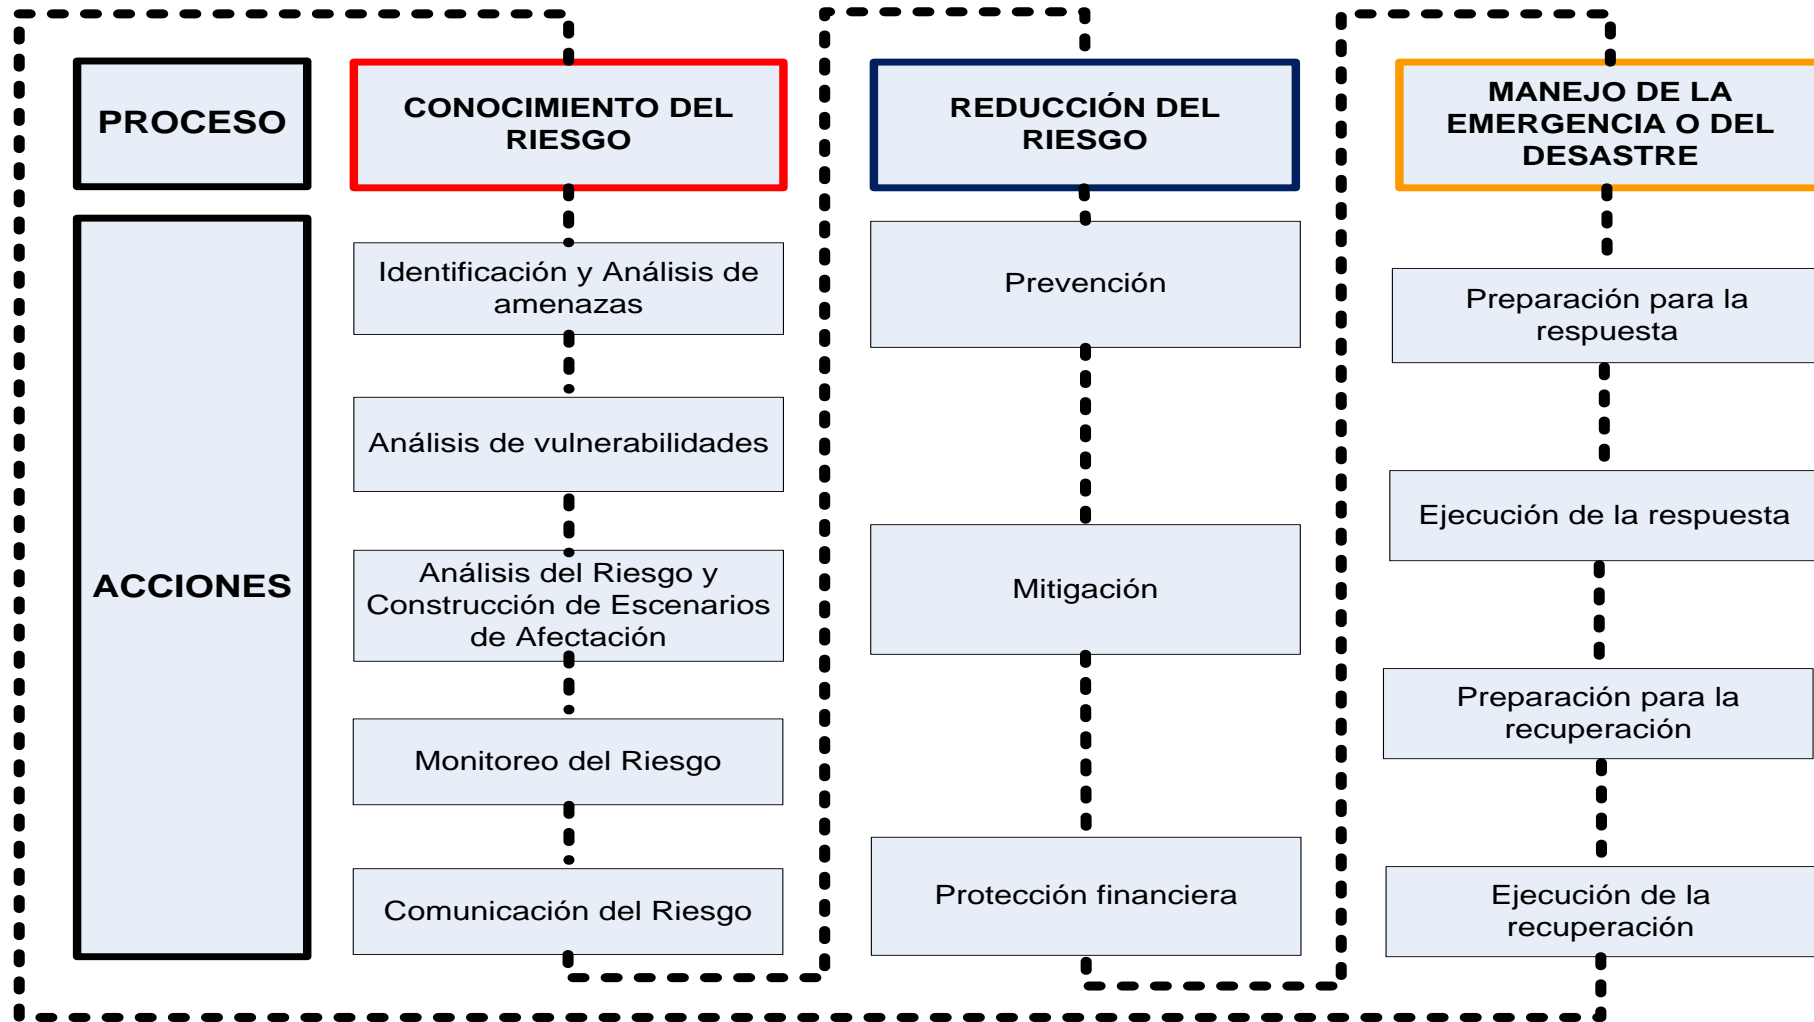 PROCESO
CONOCIMIENTO DEL
RIESGO
REDUCCIÓN DEL
RIESGO
MANEJO DE LA
EMERGENCIA O DEL
DESASTRE
ACCIONES
Identificación y Análisis de
amenazas
Análisis de vulnerabilidades
Análisis del Riesgo y
Construcción de Escenarios
de Afectación
Monitoreo del Riesgo
Comunicación del Riesgo
Prevención
Mitigación
Protección financiera
Preparación para la
respuesta
Ejecución de la respuesta
Preparación para la
recuperación
Ejecución de la
recuperación